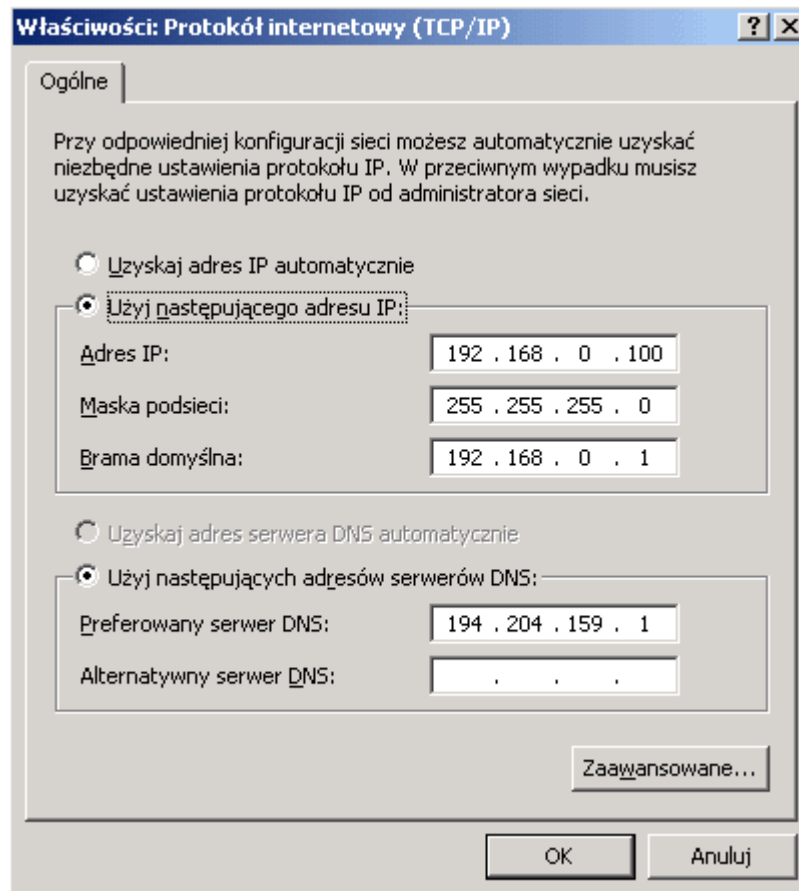 Właściwości: Protokół internetowy (TCP/IP)
Ogólne
Przy odpowiedniej konfiguracji sieci możesz automatycznie uzyskać
niezbędne ustawienia protokołu IP. W przeciwnym wypadku musisz
uzyskać ustawienia protokołu IP od administratora sieci.
Uzyskaj adres IP automatycznie
Użyj następującego adresu IP:
Adres IP: 192 . 168 . 0 . 100
Maska podsieci: 255 . 255 . 255 . 0
Brama domyślna: 192 . 168 . 0 . 1
Uzyskaj adres serwera DNS automatycznie
Użyj następujących adresów serwerów DNS:
Preferowany serwer DNS: 194 . 204 . 159 . 1
Alternatywny serwer DNS: . . .
Zaawansowane...
OK Anuluj